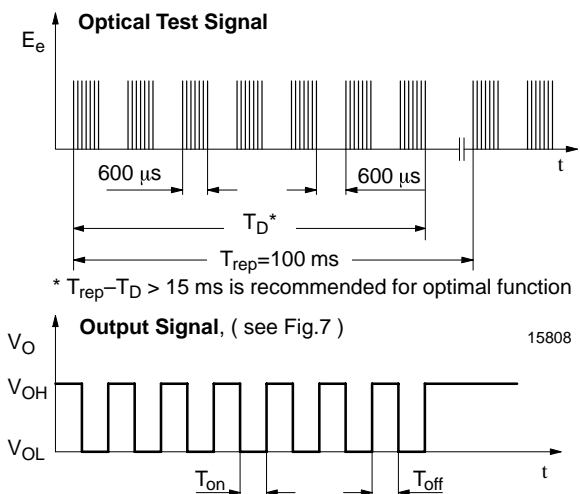 Optical Test Signal
Ee
t
600 μs
600 μs
TD*
Trep=100 ms
* Trep–TD > 15 ms is recommended for optimal function
Output Signal, ( see Fig.7 )
15808
VO
VOH
VOL
t
Ton
Toff